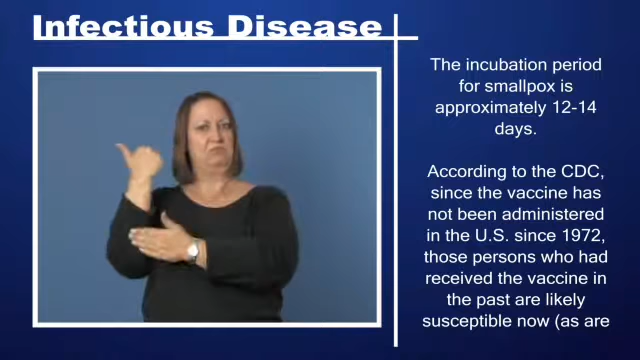 Infectious Disease
The incubation period
for smallpox is
approximately 12-14
days.
According to the CDC,
since the vaccine has
not been administered
in the U.S. since 1972,
those persons who had
received the vaccine in
the past are likely
susceptible now (as are